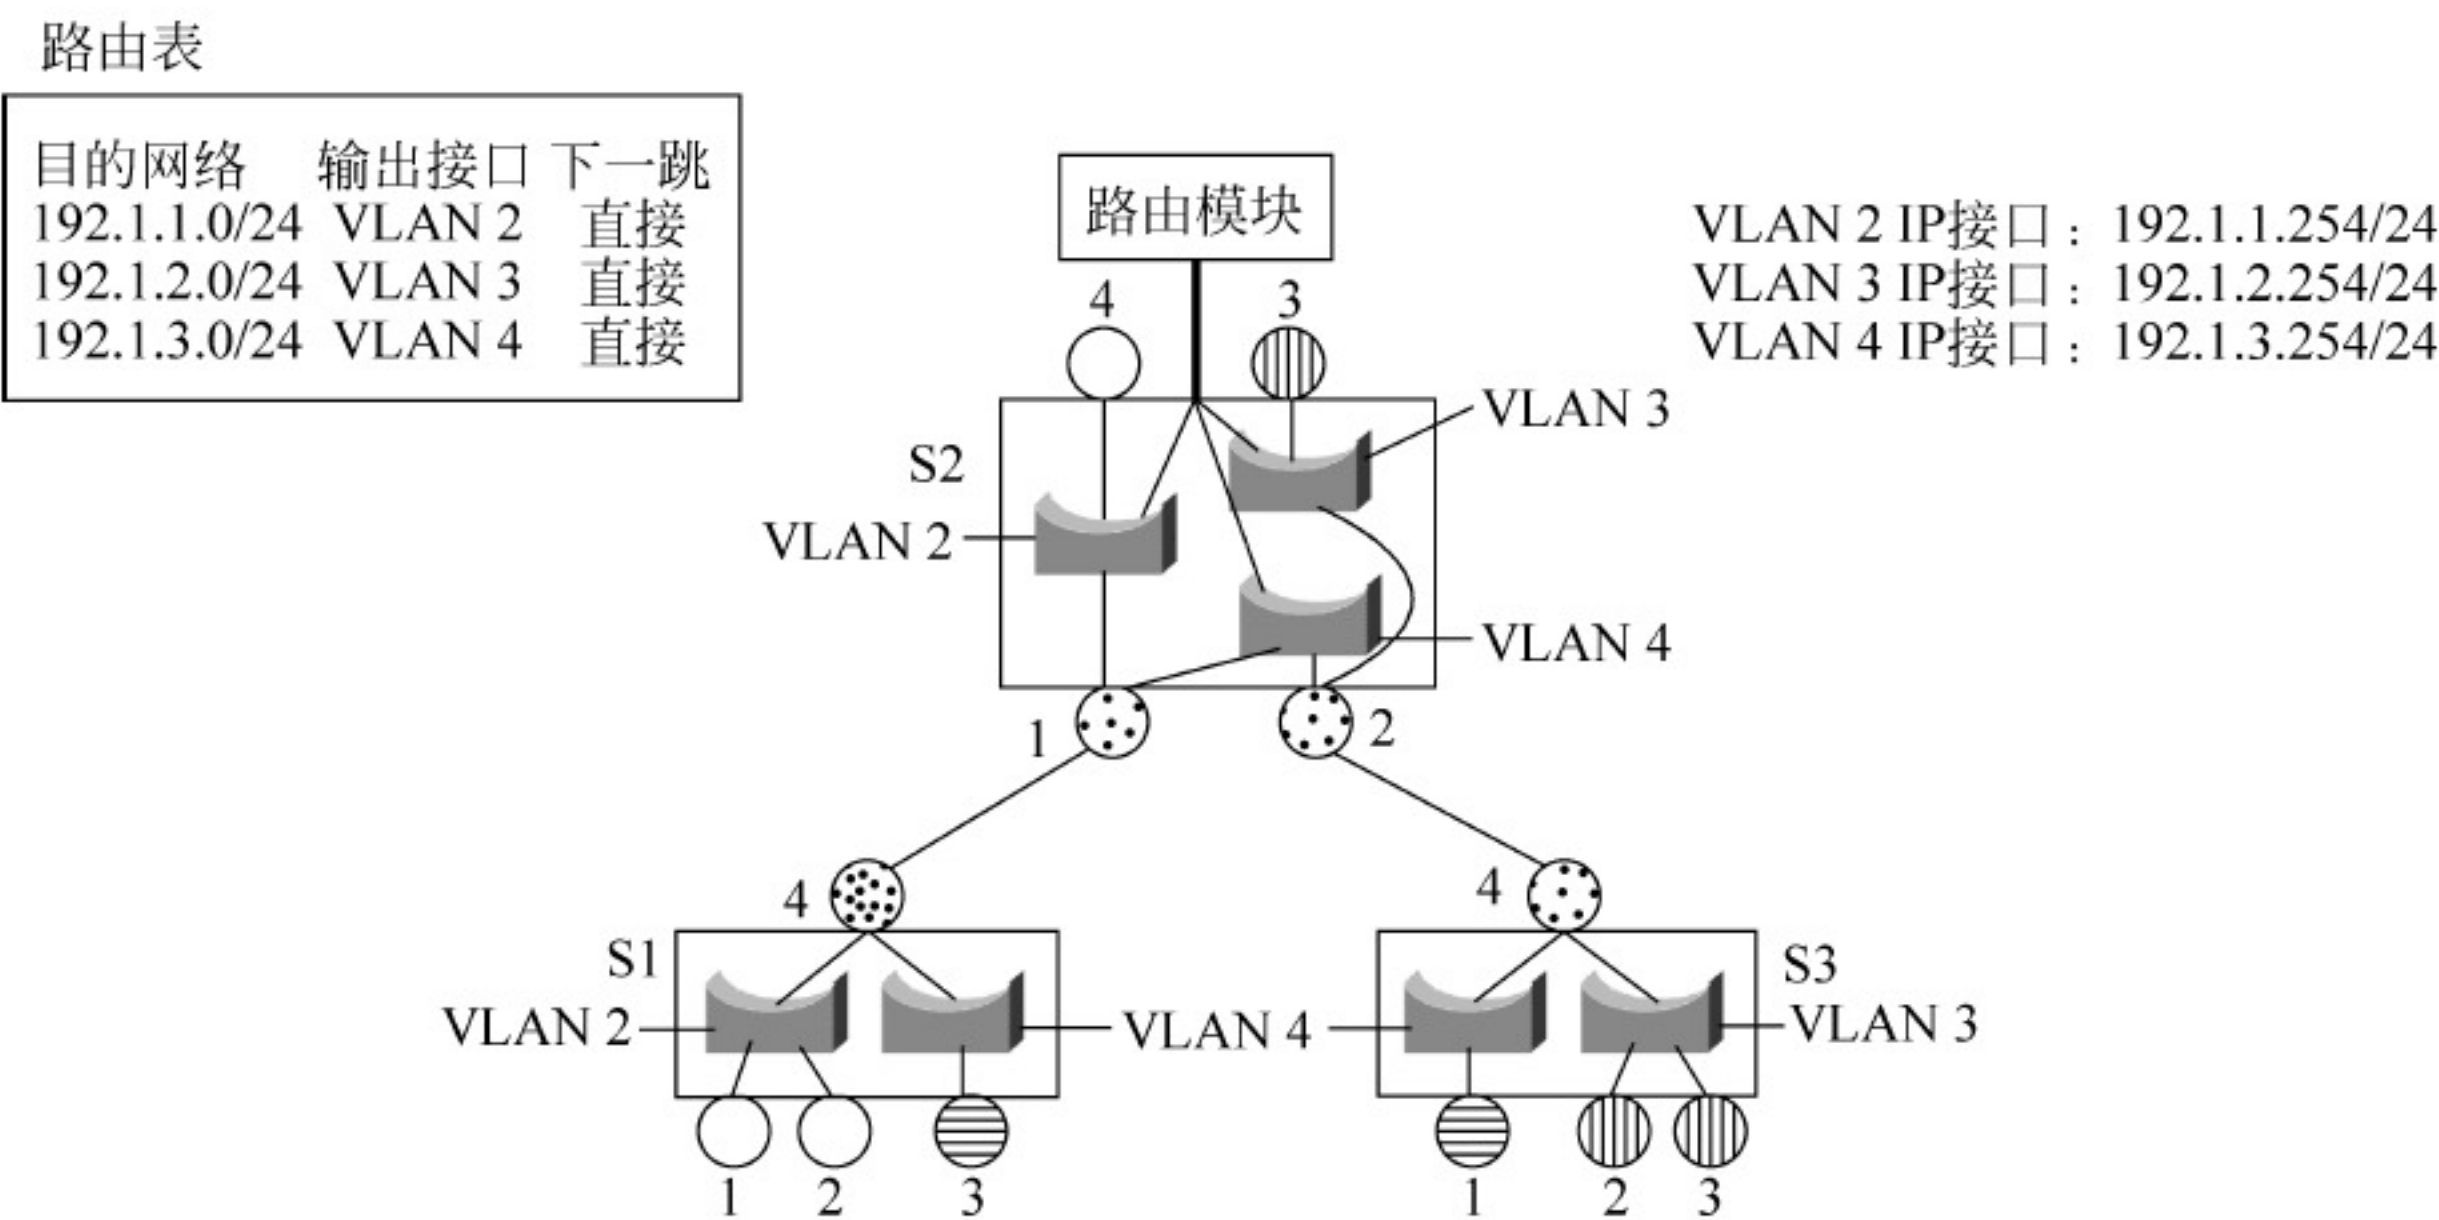 路由表
目的网络 输出接口 下一跳
192.1.1.0/24 VLAN 2 直接
192.1.2.0/24 VLAN 3 直接
192.1.3.0/24 VLAN 4 直接
路由模块
VLAN 2 IP接口：192.1.1.254/24
VLAN 3 IP接口：192.1.2.254/24
VLAN 4 IP接口：192.1.3.254/24
4
3
VLAN 3
S2
VLAN 2
VLAN 4
1
2
4
4
S1
S3
VLAN 2
VLAN 4
VLAN 3
1
2
3
1
2
3